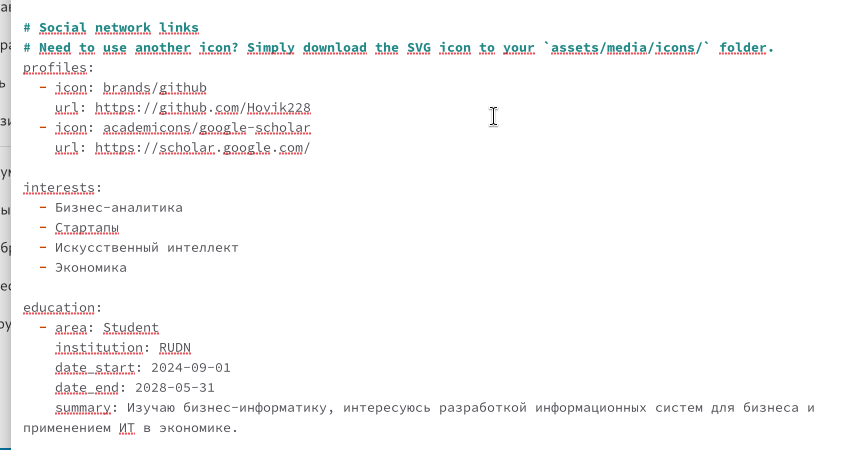 # Social network links
# Need to use another icon? Simply download the SVG icon to your `assets/media/icons/` folder.
profiles:
  - icon: brands/github
    url: https://github.com/Hovik228
  - icon: academicons/google-scholar
    url: https://scholar.google.com/

interests:
  - Бизнес-аналитика
  - Стартапы
  - Искусственный интеллект
  - Экономика

education:
  - area: Student
    institution: RUDN
    date_start: 2024-09-01
    date_end: 2028-05-31
    summary: Изучаю бизнес-информатику, интересуюсь разработкой информационных систем для бизнеса и
применением ИТ в экономике.